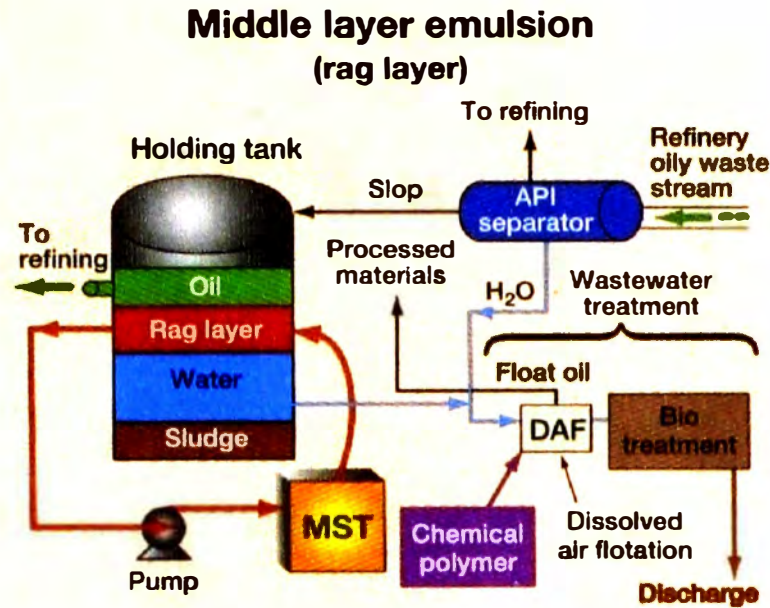 Middle layer emulsion
(rag layer)
To refining
Refinery
oily waste
stream
Holding tank
Slop
API
separator
To
refining
Processed
materials
Oil
H₂O
Wastewater
treatment
Rag layer
Water
Float oil
Sludge
DAF
Bio
treatment
MST
Chemical
polymer
Dissolved
air flotation
Pump
Discharge